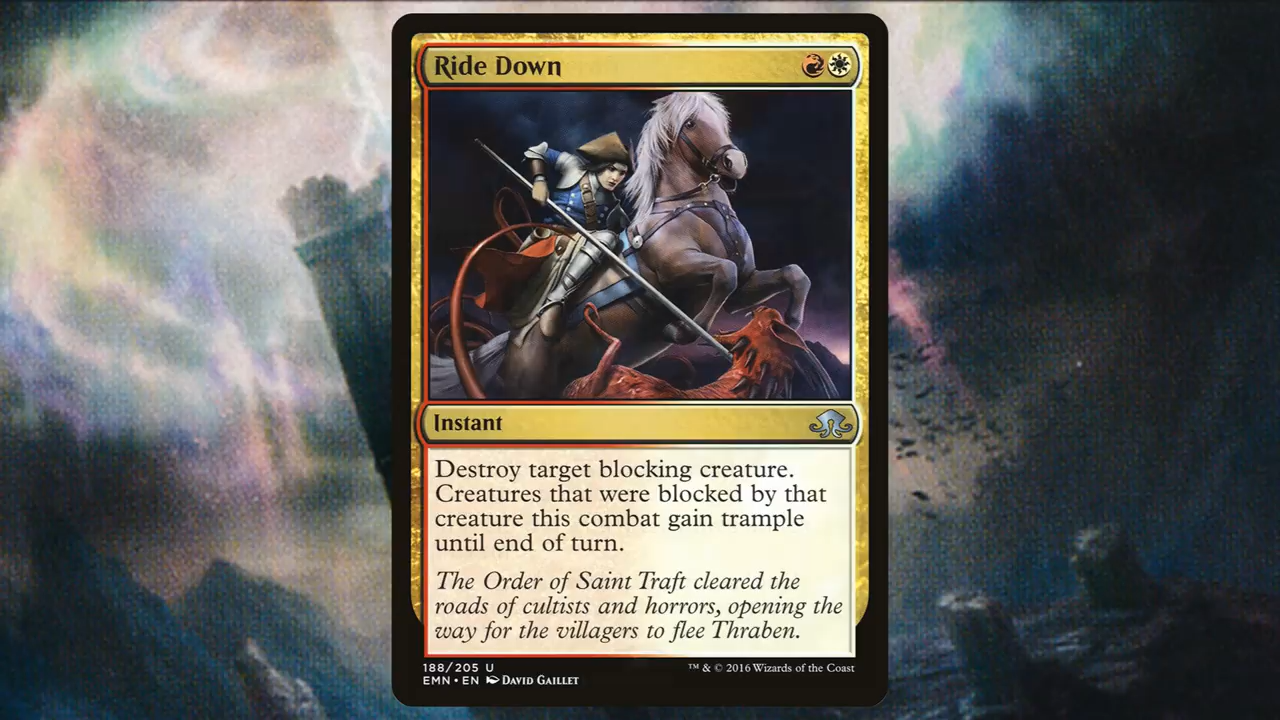 Ride Down
Instant
Destroy target blocking creature.
Creatures that were blocked by that
creature this combat gain trample
until end of turn.
The Order of Saint Traft cleared the
roads of cultists and horrors, opening the
way for the villagers to flee Thraben.
188/205 U
™ & © 2016 Wizards of the Coast
EMN • EN DAVID GAILLET